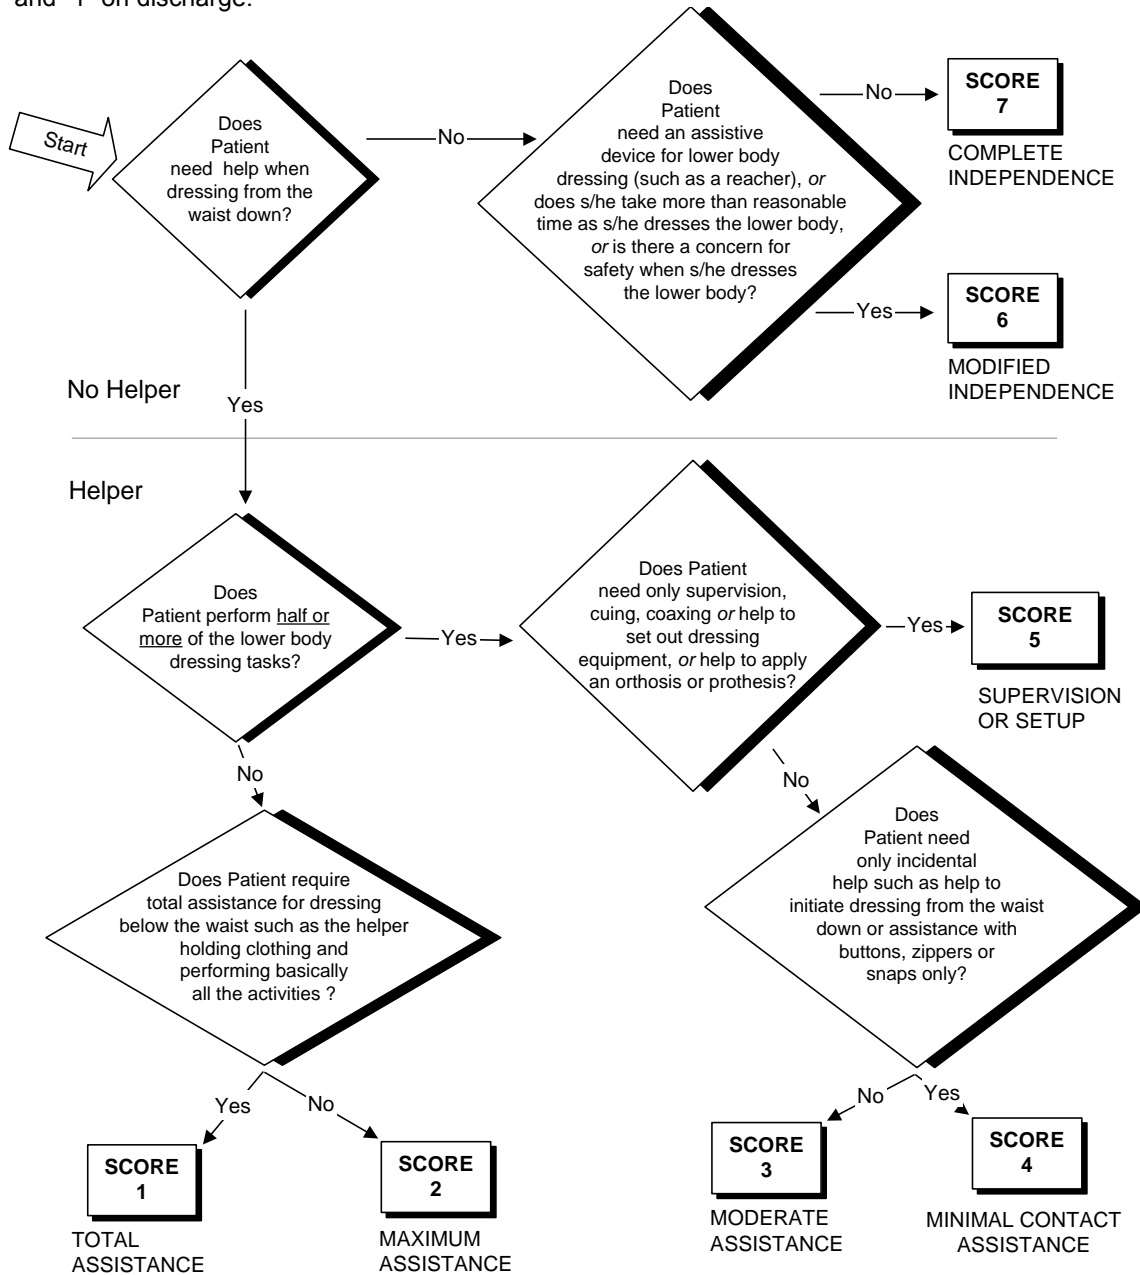 and "1" on discharge.
Start
Does
Patient
need help when
dressing from the
waist down?
No
Does
Patient
need an assistive
device for lower body
dressing (such as a reacher), or
does s/he take more than reasonable
time as s/he dresses the lower body,
or is there a concern for
safety when s/he dresses
the lower body?
No
SCORE
7
COMPLETE
INDEPENDENCE
Yes
SCORE
6
MODIFIED
INDEPENDENCE
No Helper
Yes
Helper
Does
Patient perform half or
more of the lower body
dressing tasks?
Yes
Does Patient
need only supervision,
cuing, coaxing or help to
set out dressing
equipment, or help to apply
an orthosis or prothesis?
Yes
SCORE
5
SUPERVISION
OR SETUP
No
No
Does Patient require
total assistance for dressing
below the waist such as the helper
holding clothing and
performing basically
all the activities ?
Does
Patient need
only incidental
help such as help to
initiate dressing from the waist
down or assistance with
buttons, zippers or
snaps only?
Yes
No
No
Yes
SCORE
1
TOTAL
ASSISTANCE
SCORE
2
MAXIMUM
ASSISTANCE
SCORE
3
MODERATE
ASSISTANCE
SCORE
4
MINIMAL CONTACT
ASSISTANCE